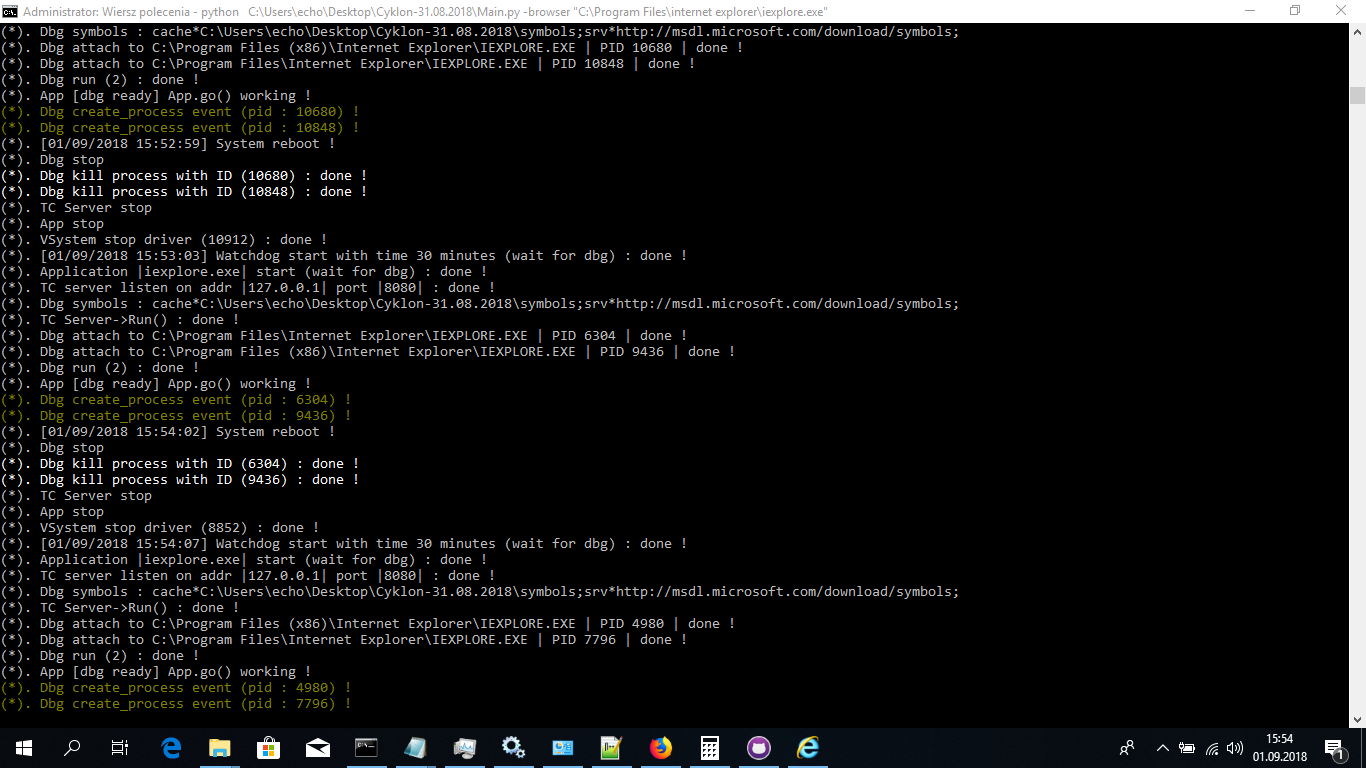 Administrator: Wiersz polecenia - python  C:\Users\echo\Desktop\Cyklon-31.08.2018\Main.py -browser "C:\Program Files\internet explorer\iexplore.exe"
(*). Dbg symbols : cache*C:\Users\echo\Desktop\Cyklon-31.08.2018\symbols;srv*http://msdl.microsoft.com/download/symbols;
(*). Dbg attach to C:\Program Files (x86)\Internet Explorer\IEXPLORE.EXE | PID 10680 | done !
(*). Dbg attach to C:\Program Files\Internet Explorer\IEXPLORE.EXE | PID 10848 | done !
(*). Dbg run (2) : done !
(*). App [dbg ready] App.go() working !
(*). Dbg create_process event (pid : 10680) !
(*). Dbg create_process event (pid : 10848) !
(*). [01/09/2018 15:52:59] System reboot !
(*). Dbg stop
(*). Dbg kill process with ID (10680) : done !
(*). Dbg kill process with ID (10848) : done !
(*). TC Server stop
(*). App stop
(*). VSystem stop driver (10912) : done !
(*). [01/09/2018 15:53:03] Watchdog start with time 30 minutes (wait for dbg) : done !
(*). Application |iexplore.exe| start (wait for dbg) : done !
(*). TC server listen on addr |127.0.0.1| port |8080| : done !
(*). Dbg symbols : cache*C:\Users\echo\Desktop\Cyklon-31.08.2018\symbols;srv*http://msdl.microsoft.com/download/symbols;
(*). TC Server->Run() : done !
(*). Dbg attach to C:\Program Files\Internet Explorer\IEXPLORE.EXE | PID 6304 | done !
(*). Dbg attach to C:\Program Files (x86)\Internet Explorer\IEXPLORE.EXE | PID 9436 | done !
(*). Dbg run (2) : done !
(*). App [dbg ready] App.go() working !
(*). Dbg create_process event (pid : 6304) !
(*). Dbg create_process event (pid : 9436) !
(*). [01/09/2018 15:54:02] System reboot !
(*). Dbg stop
(*). Dbg kill process with ID (6304) : done !
(*). Dbg kill process with ID (9436) : done !
(*). TC Server stop
(*). App stop
(*). VSystem stop driver (8852) : done !
(*). [01/09/2018 15:54:07] Watchdog start with time 30 minutes (wait for dbg) : done !
(*). Application |iexplore.exe| start (wait for dbg) : done !
(*). TC server listen on addr |127.0.0.1| port |8080| : done !
(*). Dbg symbols : cache*C:\Users\echo\Desktop\Cyklon-31.08.2018\symbols;srv*http://msdl.microsoft.com/download/symbols;
(*). TC Server->Run() : done !
(*). Dbg attach to C:\Program Files (x86)\Internet Explorer\IEXPLORE.EXE | PID 4980 | done !
(*). Dbg attach to C:\Program Files\Internet Explorer\IEXPLORE.EXE | PID 7796 | done !
(*). Dbg run (2) : done !
(*). App [dbg ready] App.go() working !
(*). Dbg create_process event (pid : 4980) !
(*). Dbg create_process event (pid : 7796) !
15:54
01.09.2018
1